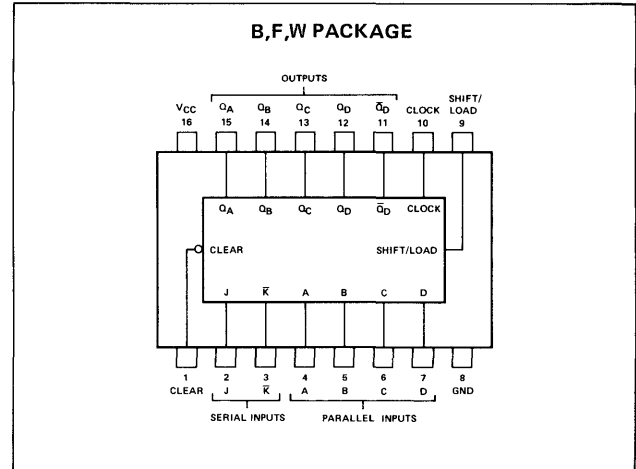 B,F,W PACKAGE
OUTPUTS
VCC QA QB QC QD Q̅D CLOCK SHIFT/
LOAD
16 15 14 13 12 11 10 9
QA QB QC QD Q̅D CLOCK
CLEAR SHIFT/LOAD
J K̅ A B C D
1 2 3 4 5 6 7 8
CLEAR J K̅ A B C D GND
SERIAL INPUTS PARALLEL INPUTS